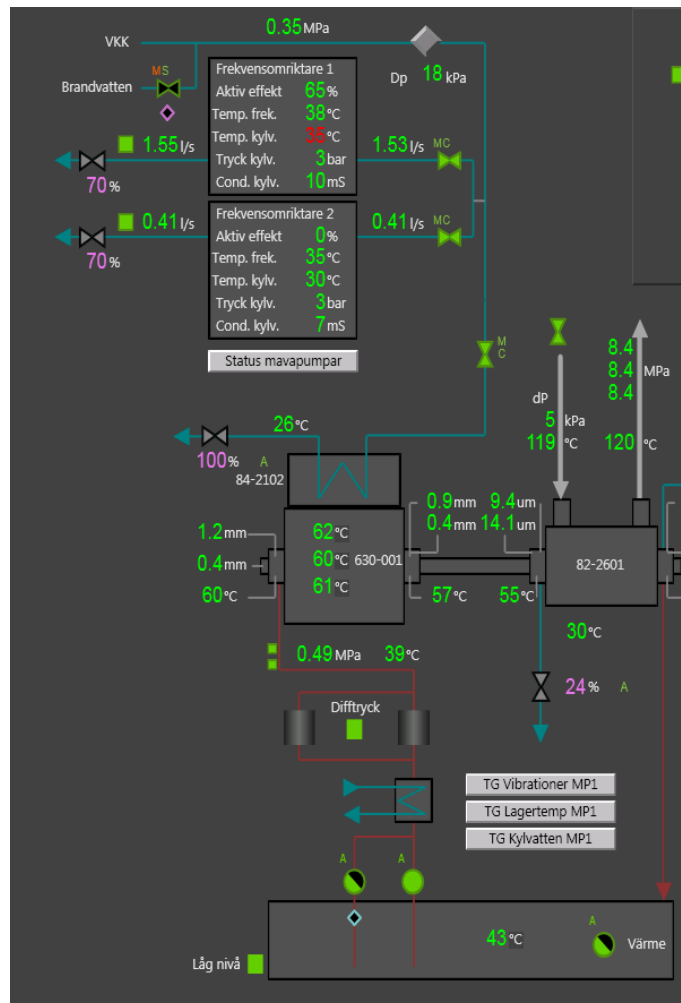 0.35 MPa
VKK
MS
Brandvatten
Dp 18 kPa
Frekvensomriktare 1
Aktiv effekt 65 %
Temp. frek. 38 °C
Temp. kylv. 35 °C
Tryck kylv. 3 bar
Cond. kylv. 10 mS
1.55 l/s
1.53 l/s
MC
70 %
Frekvensomriktare 2
Aktiv effekt 0 %
Temp. frek. 35 °C
Temp. kylv. 30 °C
Tryck kylv. 3 bar
Cond. kylv. 7 mS
0.41 l/s
0.41 l/s
MC
70 %
Status mavapumpar
M
C
8.4
8.4 MPa
8.4
dP
5 kPa
119 °C
120 °C
26 °C
100 % A
84-2102
0.9 mm 9.4 um
0.4 mm 14.1 um
1.2 mm
0.4 mm
60 °C
62 °C
60 °C 630-001
61 °C
57 °C
55 °C
82-2601
30 °C
0.49 MPa 39 °C
24 % A
Difftryck
TG Vibrationer MP1
TG Lagertemp MP1
TG Kylvatten MP1
A
A
43 °C
A
Värme
Låg nivå